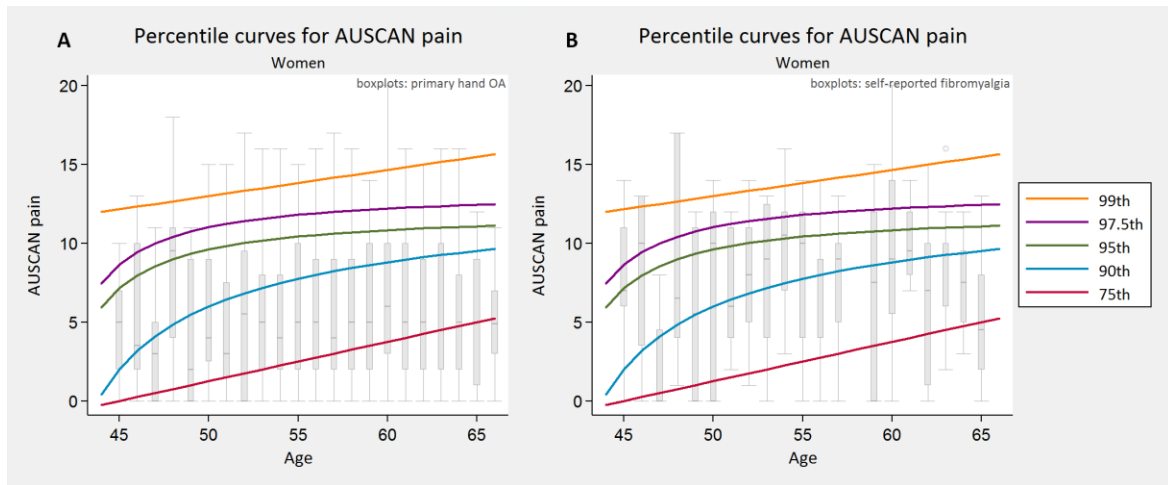 A
Percentile curves for AUSCAN pain
Women
boxplots: primary hand OA
AUSCAN pain
20
15
10
5
0
45
50
55
60
65
Age
B
Percentile curves for AUSCAN pain
Women
boxplots: self-reported fibromyalgia
AUSCAN pain
20
15
10
5
0
45
50
55
60
65
Age
99th
97.5th
95th
90th
75th